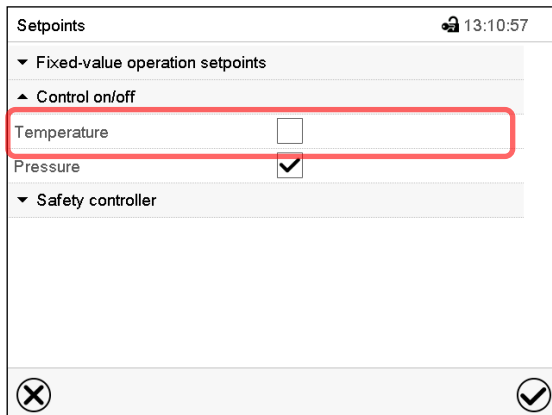 Setpoints 13:10:57
Fixed-value operation setpoints
Control on/off
Temperature
Pressure
Safety controller